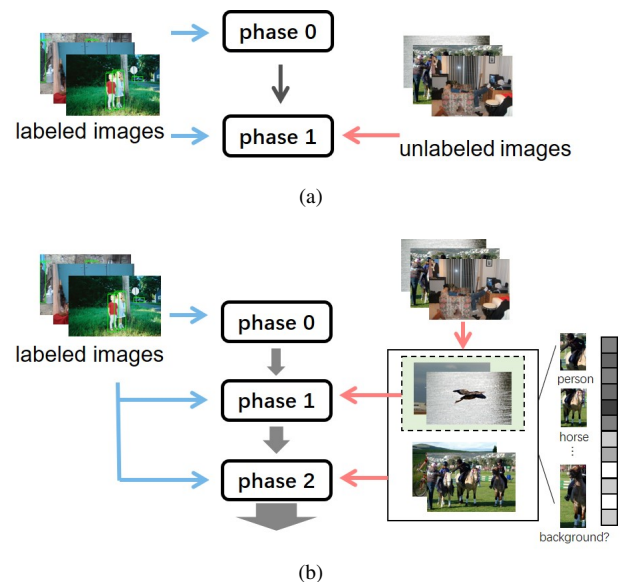 phase 0
labeled images
phase 1
unlabeled images
(a)
labeled images
phase 0
phase 1
phase 2
person
horse
⋮
background?
(b)